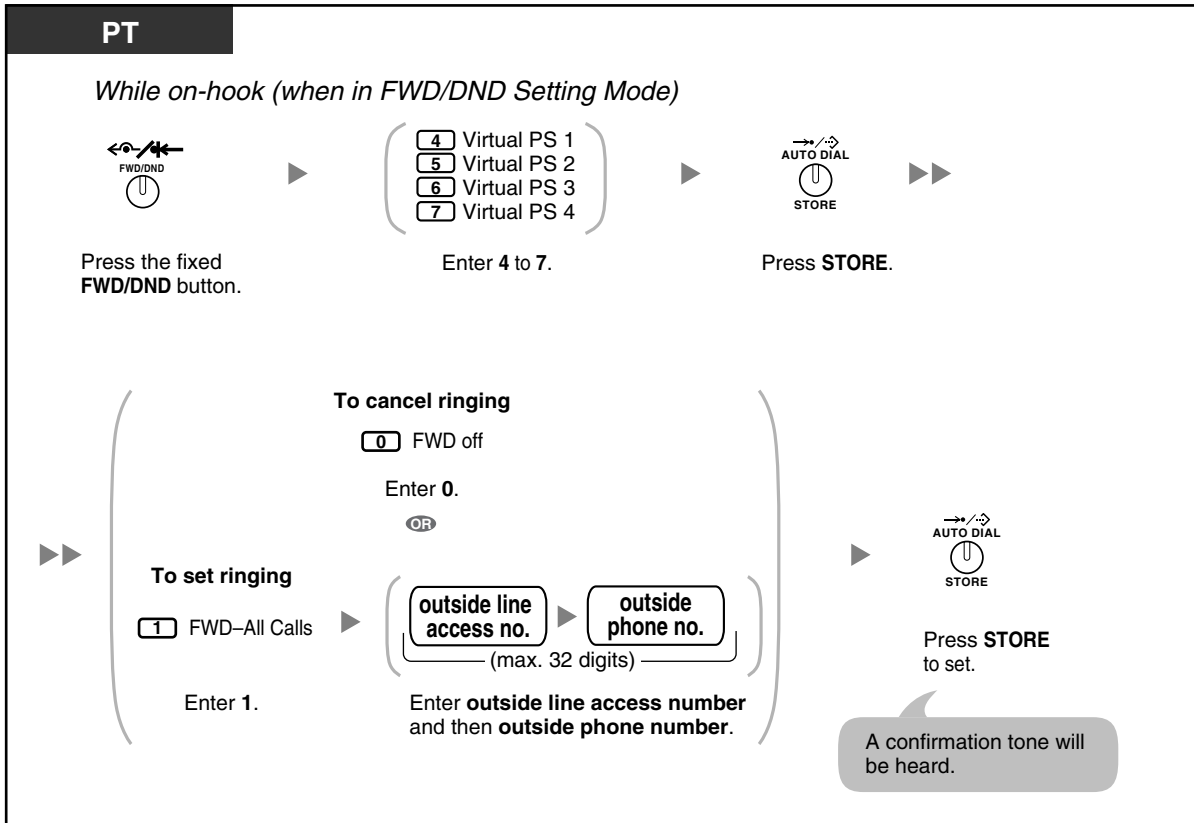 PT
While on-hook (when in FWD/DND Setting Mode)
FWD/DND
4 Virtual PS 1
5 Virtual PS 2
6 Virtual PS 3
7 Virtual PS 4
AUTO DIAL
STORE
Press the fixed
FWD/DND button.
Enter 4 to 7.
Press STORE.
To cancel ringing
0 FWD off
Enter 0.
OR
To set ringing
1 FWD–All Calls
outside line
access no.
outside
phone no.
(max. 32 digits)
Enter 1.
Enter outside line access number
and then outside phone number.
AUTO DIAL
STORE
Press STORE
to set.
A confirmation tone will
be heard.